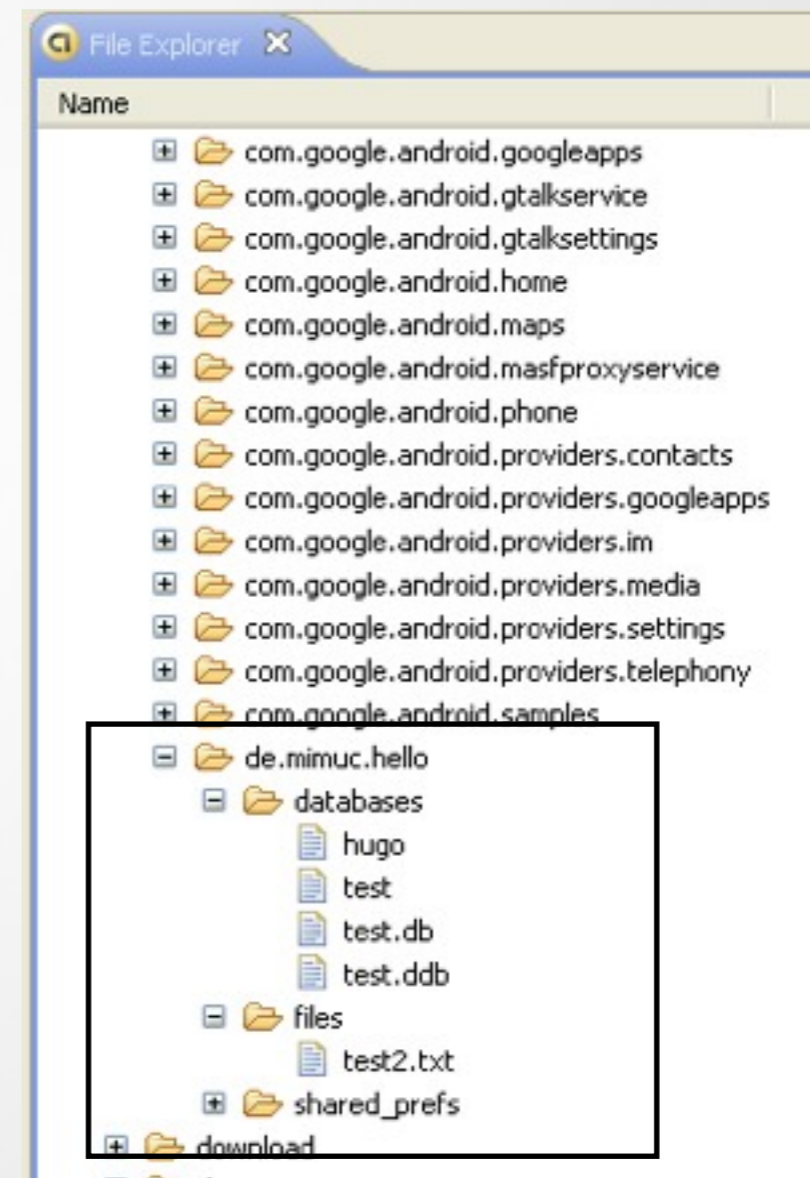 File Explorer
Name
com.google.android.googleapps
com.google.android.gtalkservice
com.google.android.gtalksettings
com.google.android.home
com.google.android.maps
com.google.android.masfproxyservice
com.google.android.phone
com.google.android.providers.contacts
com.google.android.providers.googleapps
com.google.android.providers.im
com.google.android.providers.media
com.google.android.providers.settings
com.google.android.providers.telephony
com.google.android.samples
de.mimuc.hello
databases
hugo
test
test.db
test.ddb
files
test2.txt
shared_prefs
download